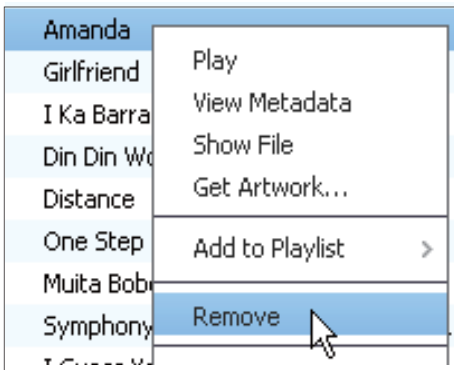 Amanda
Girlfriend
I Ka Barra
Din Din Wo
Distance
One Step
Muita Bob
Symphony
Play
View Metadata
Show File
Get Artwork...
Add to Playlist
Remove